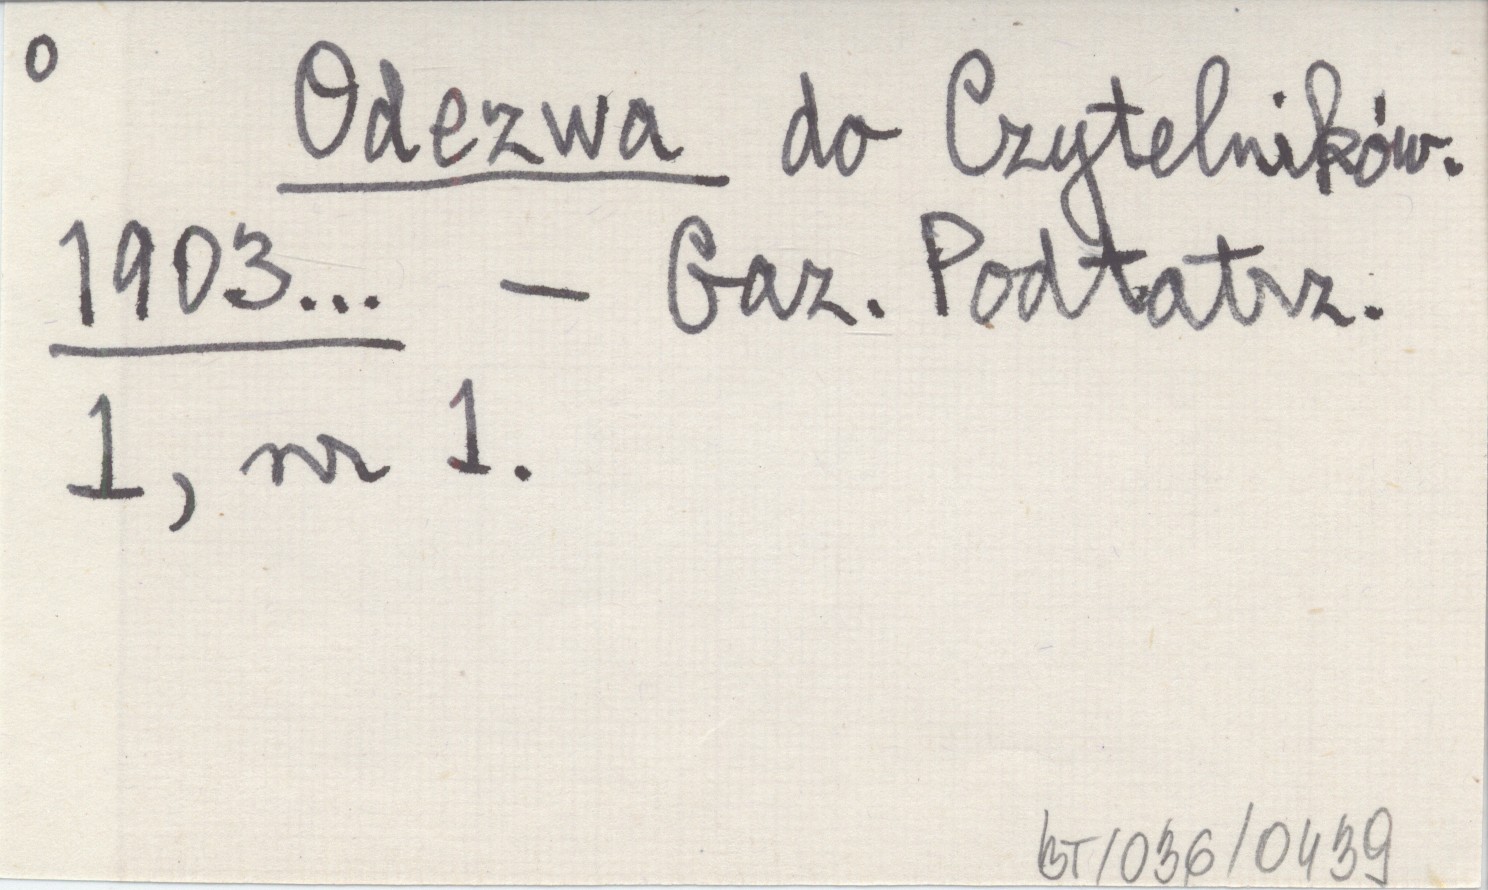 o
Odezwa do Czytelników.
1903... — Gaz. Podtatrz.
1, nr 1.
BT/036/0439